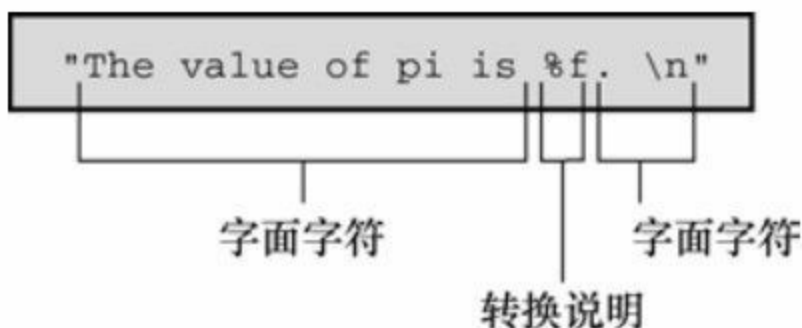 "The value of pi is %f. \n"
字面字符 字面字符
转换说明